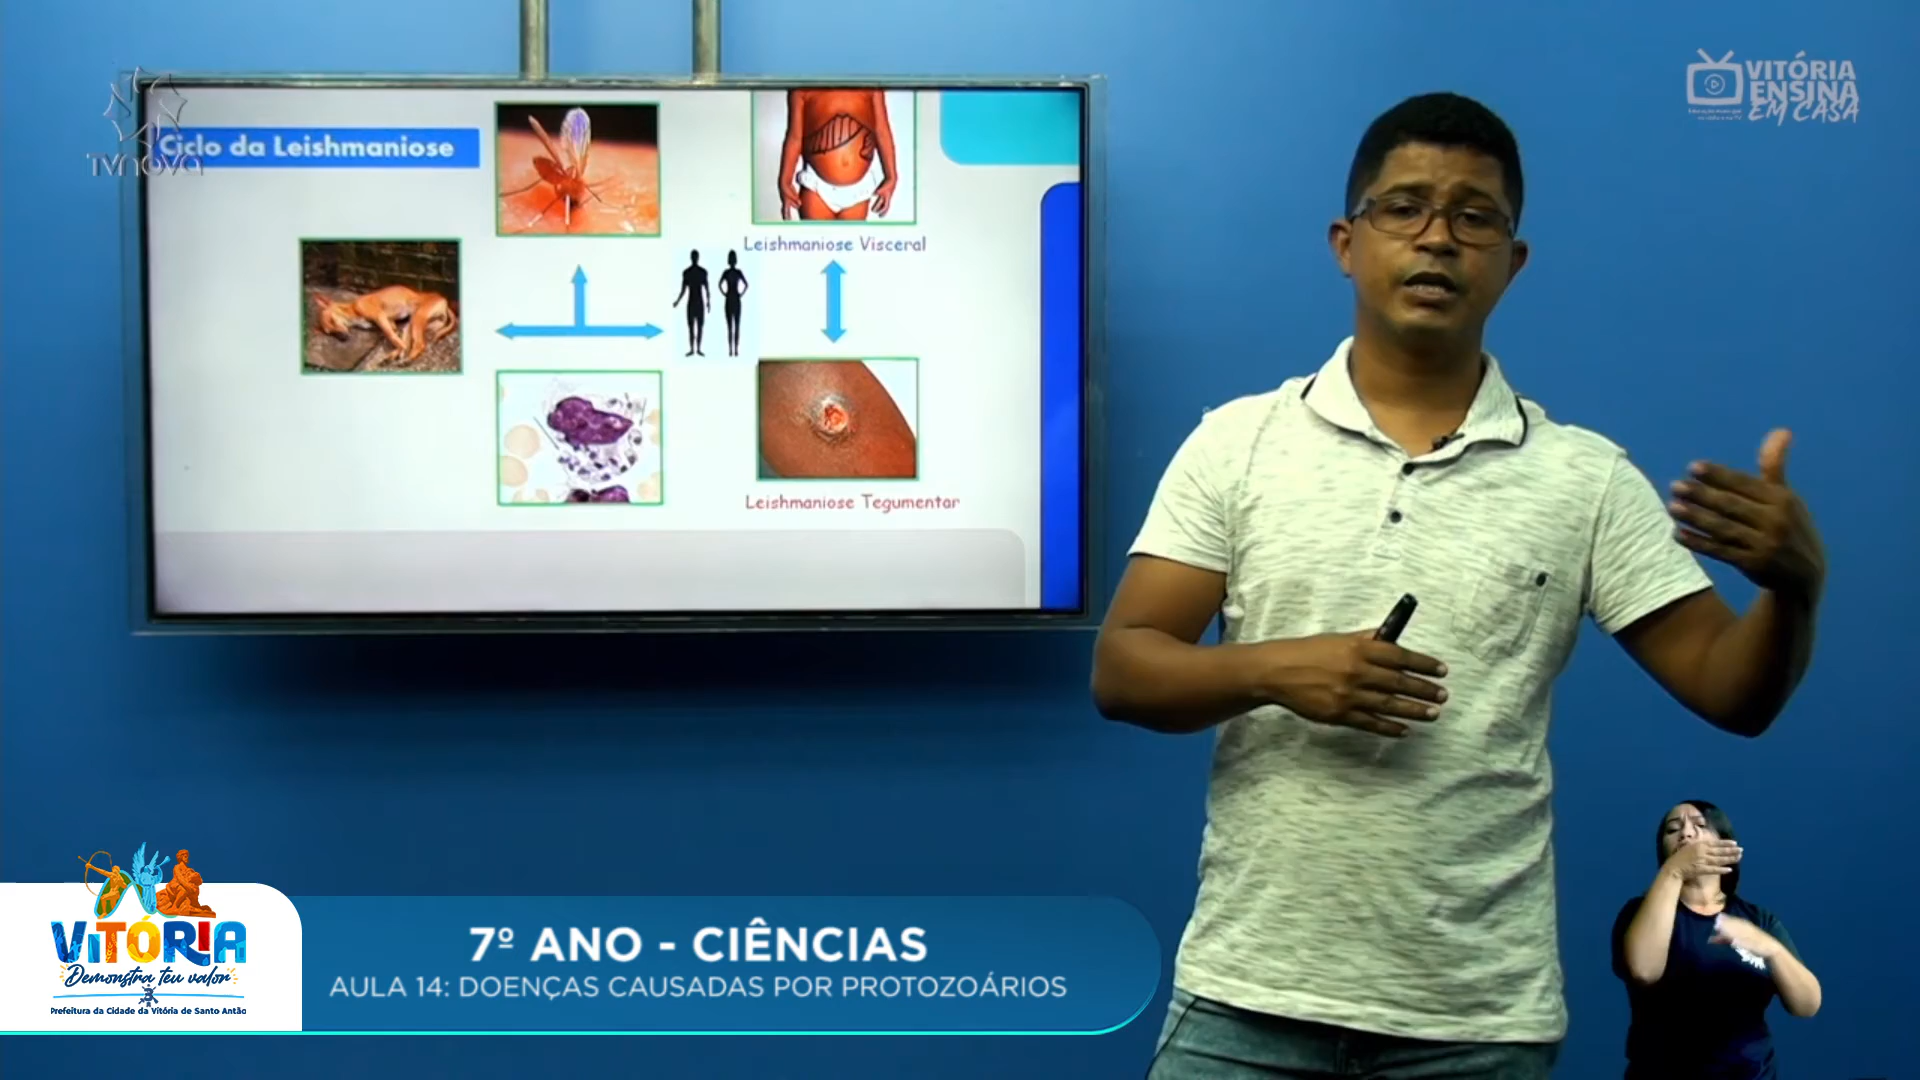 TVNOVA
Ciclo da Leishmaniose
Leishmaniose Visceral
Leishmaniose Tegumentar
VITÓRIA
ENSINA
EM CASA
VITÓRIA
Demonstra teu valor
Prefeitura da Cidade da Vitória de Santo Antão
7º ANO - CIÊNCIAS
AULA 14: DOENÇAS CAUSADAS POR PROTOZOÁRIOS